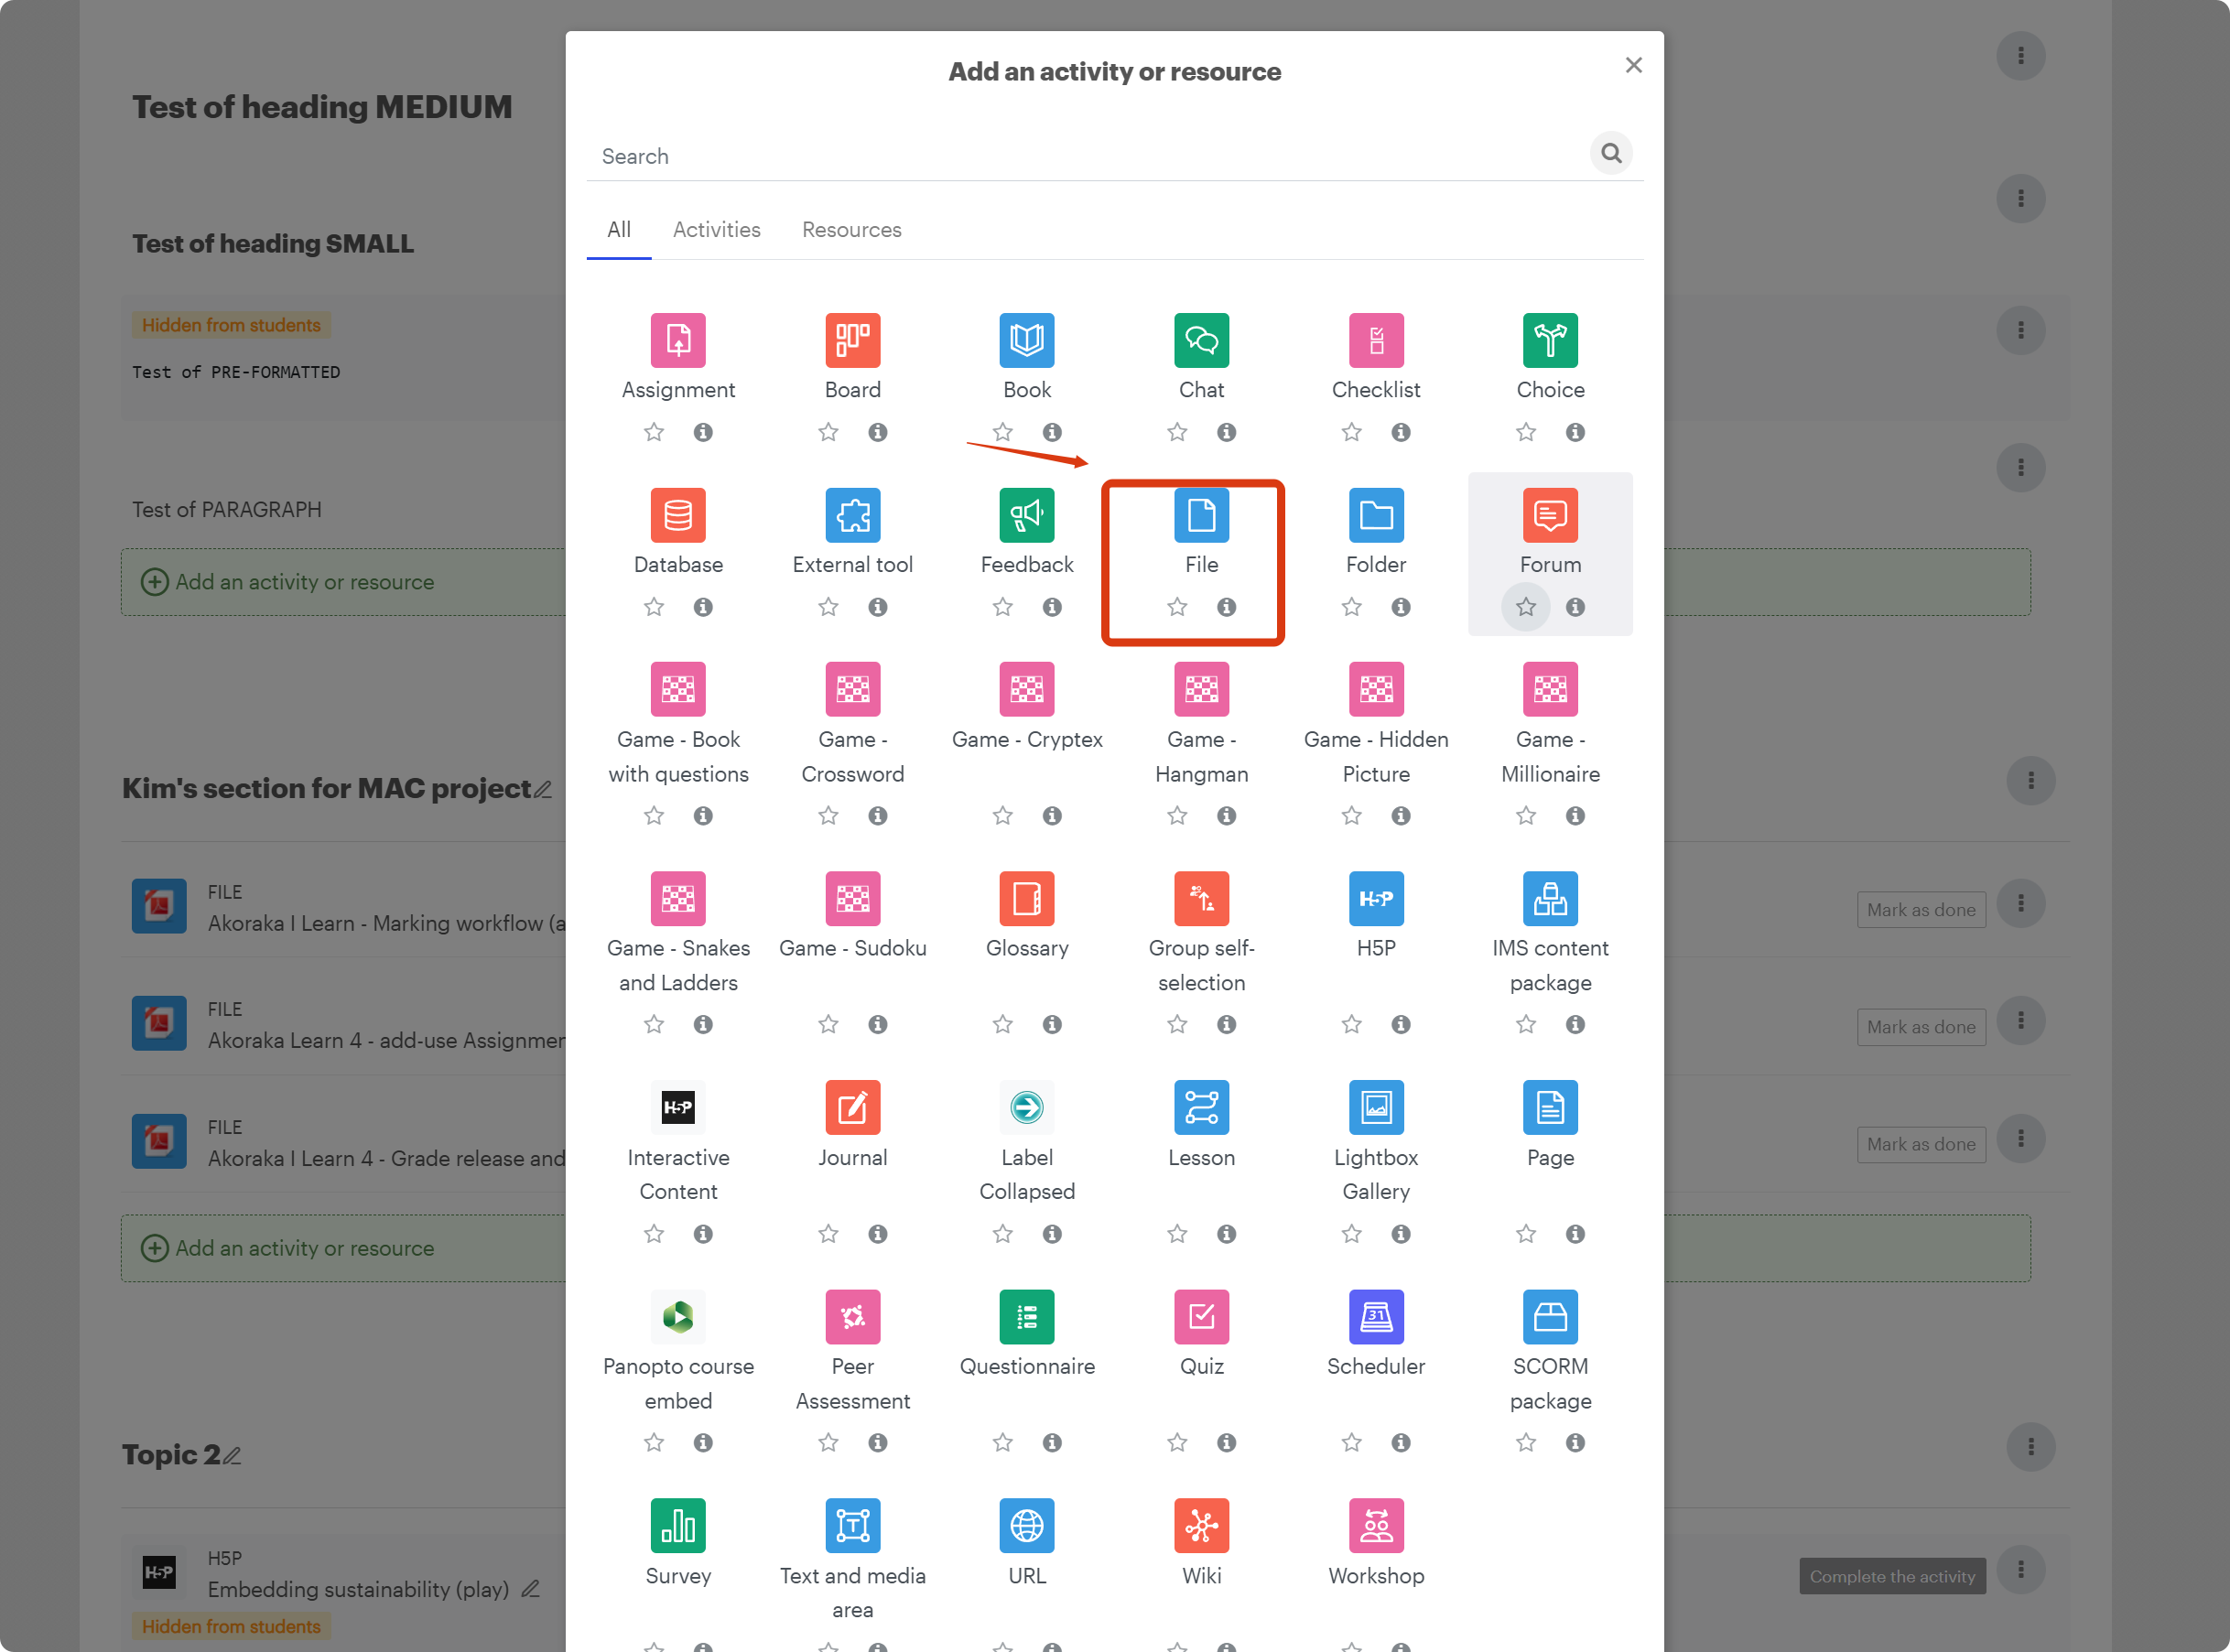 Add an activity or resource
Search
All Activities Resources
Assignment Board Book Chat Checklist Choice
Database External tool Feedback File Folder Forum
Game - Book with questions
Game - Crossword
Game - Cryptex
Game - Hangman
Game - Hidden Picture
Game - Millionaire
Game - Snakes and Ladders
Game - Sudoku
Glossary
Group self-selection
H5P
H5P
IMS content package
H5P
Interactive Content
Journal
Label Collapsed
Lesson
Lightbox Gallery
Page
Panopto course embed
Peer Assessment
Questionnaire
Quiz
31
Scheduler
SCORM package
Survey
T
Text and media area
URL
Wiki
Workshop
Test of heading MEDIUM
Test of heading SMALL
Hidden from students
Test of PRE-FORMATTED
Test of PARAGRAPH
Add an activity or resource
Kim's section for MAC project
FILE
Akoraka I Learn - Marking workflow (a
Mark as done
FILE
Akoraka Learn 4 - add-use Assignmen
Mark as done
FILE
Akoraka I Learn 4 - Grade release and
Mark as done
Add an activity or resource
Topic 2
H5P
H5P
Embedding sustainability (play)
Hidden from students
Complete the activity